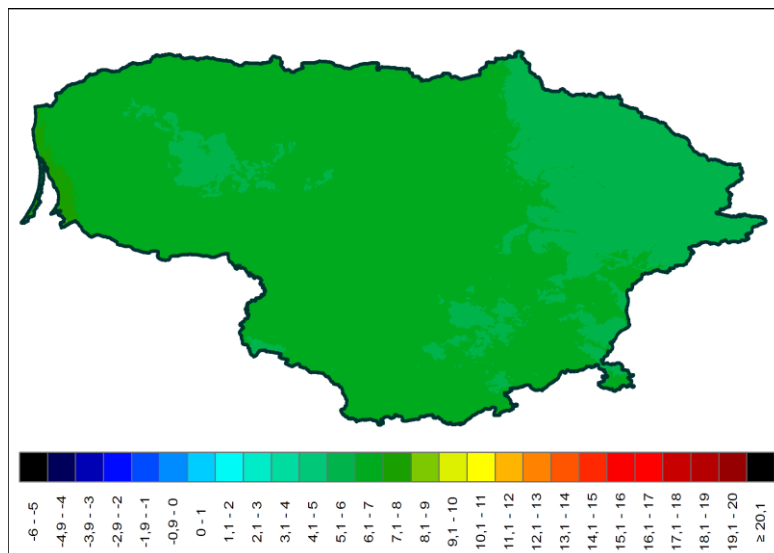 -6 - -5
-4,9 - -4
-3,9 - -3
-2,9 - -2
-1,9 - -1
-0,9 - 0
0 - 1
1,1 - 2
2,1 - 3
3,1 - 4
4,1 - 5
5,1 - 6
6,1 - 7
7,1 - 8
8,1 - 9
9,1 - 10
10,1 - 11
11,1 - 12
12,1 - 13
13,1 - 14
14,1 - 15
15,1 - 16
16,1 - 17
17,1 - 18
18,1 - 19
19,1 - 20
≥ 20,1